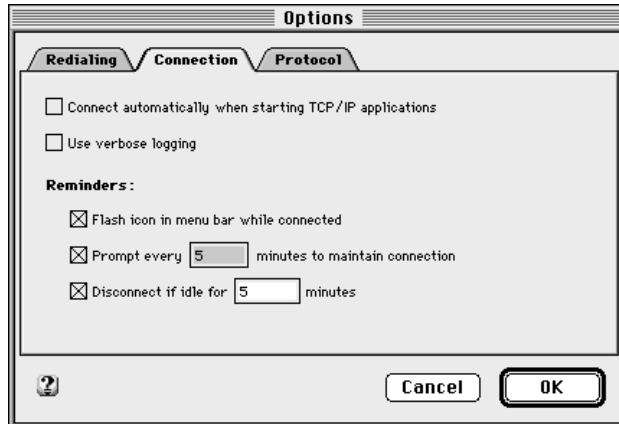 Options
Redialing Connection Protocol
Connect automatically when starting TCP/IP applications
Use verbose logging
Reminders:
Flash icon in menu bar while connected
Prompt every 5 minutes to maintain connection
Disconnect if idle for 5 minutes
? Cancel OK